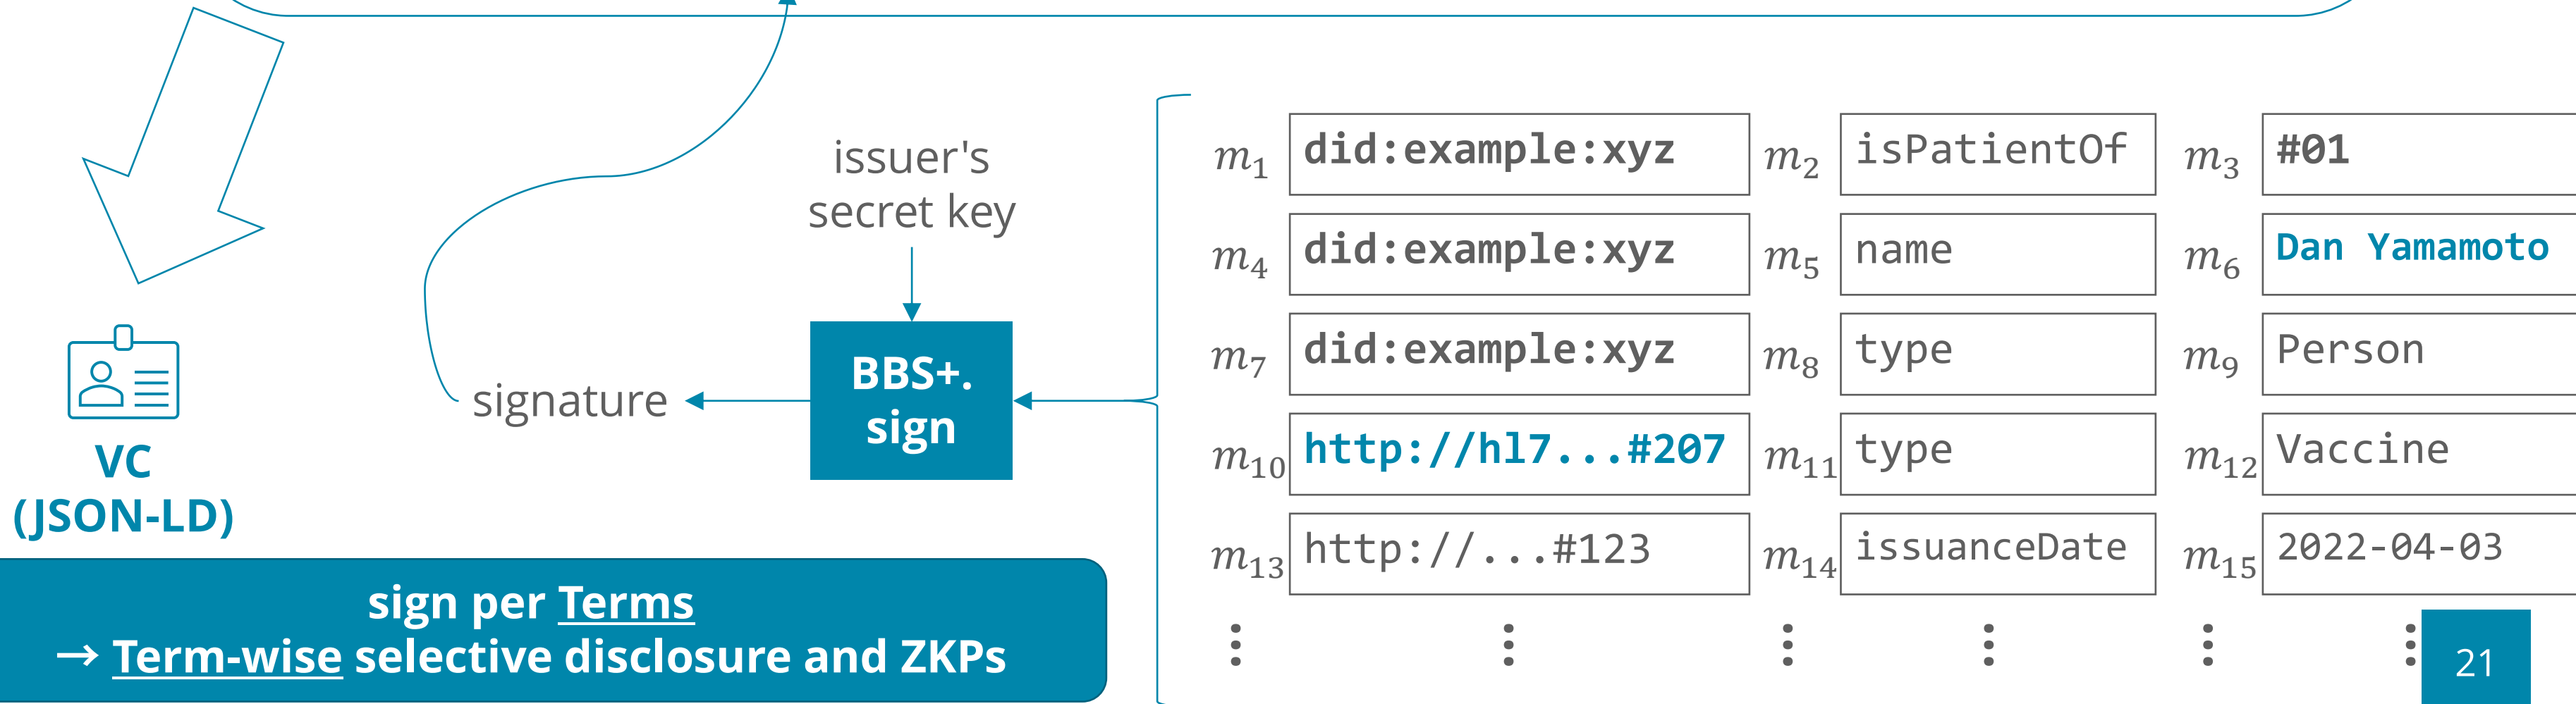 issuer's
secret key
BBS+.
sign
signature
VC
(JSON-LD)
m1 did:example:xyz m2 isPatientOf m3 #01
m4 did:example:xyz m5 name m6 Dan Yamamoto
m7 did:example:xyz m8 type m9 Person
m10 http://hl7...#207 m11 type m12 Vaccine
m13 http://...#123 m14 issuanceDate m15 2022-04-03
⋮ ⋮ ⋮ ⋮ ⋮ ⋮
sign per Terms
→ Term-wise selective disclosure and ZKPs
21